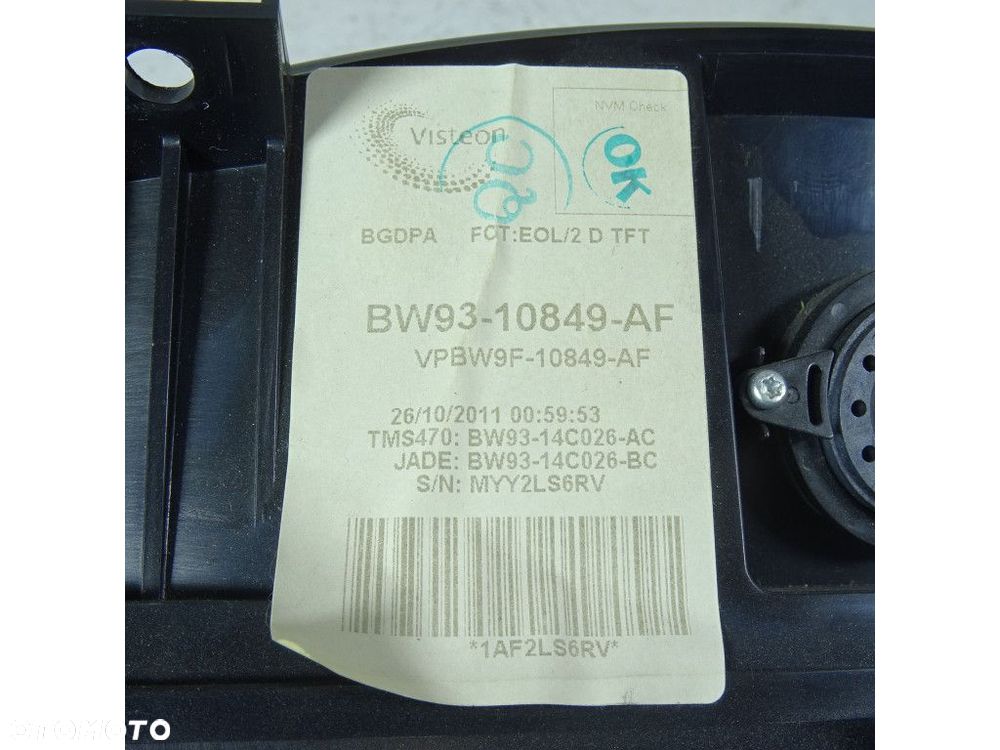 Visteon
NVM Check
OK
BGDPA FCT:EOL/2 D TFT
BW93-10849-AF
VPBW9F-10849-AF
26/10/2011 00:59:53
TMS470: BW93-14C026-AC
JADE: BW93-14C026-BC
S/N: MYY2LS6RV
*1AF2LS6RV*
OTOMOTO